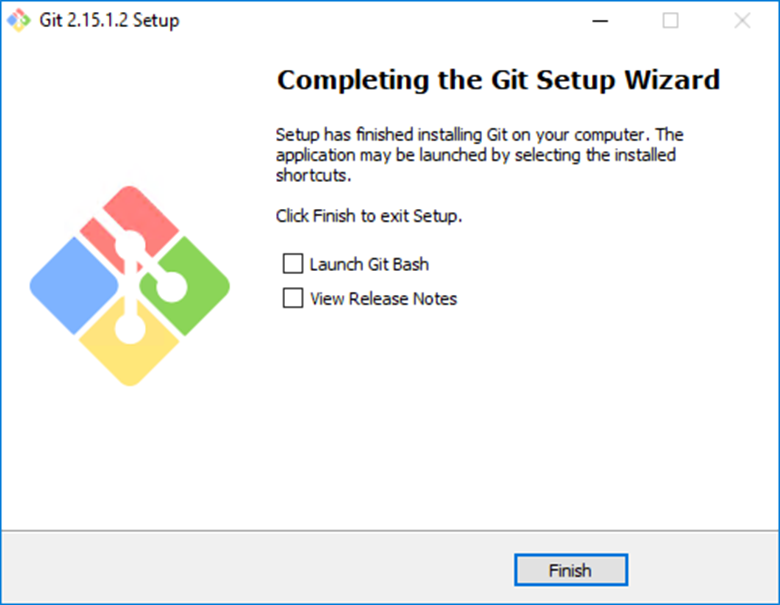 Git 2.15.1.2 Setup
Completing the Git Setup Wizard
Setup has finished installing Git on your computer. The
application may be launched by selecting the installed
shortcuts.
Click Finish to exit Setup.
Launch Git Bash
View Release Notes
Finish